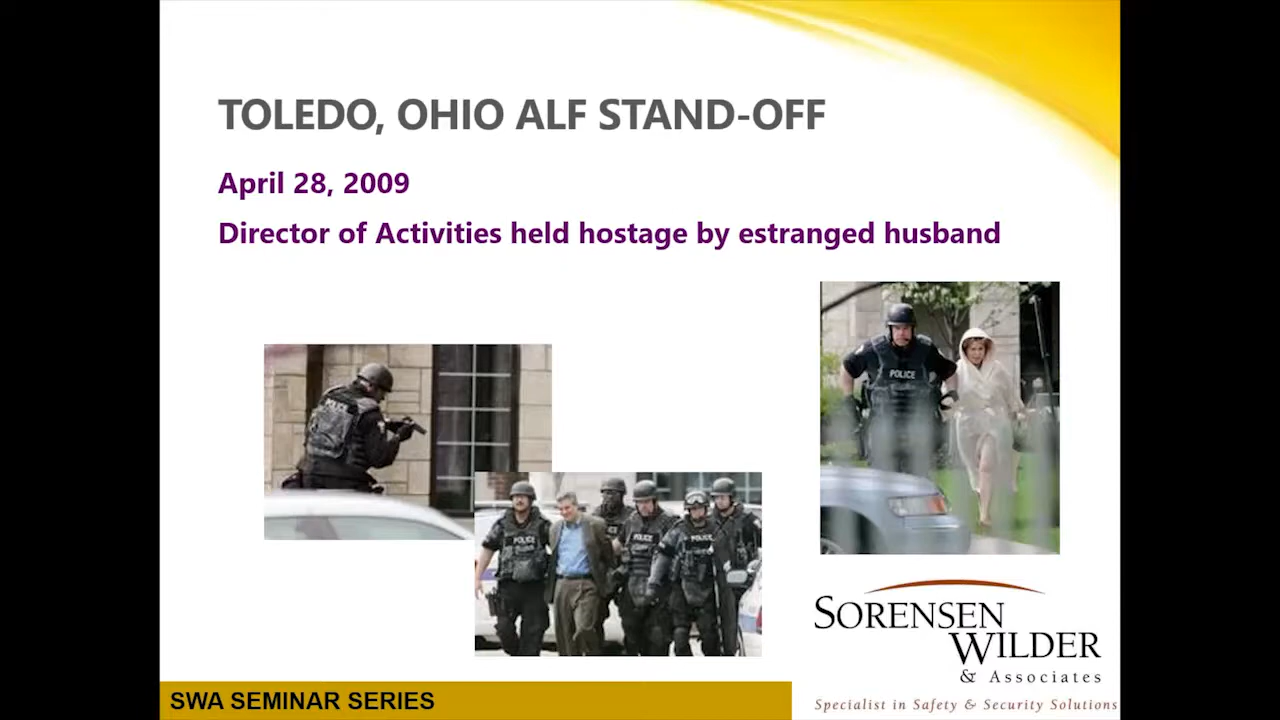 TOLEDO, OHIO ALF STAND-OFF
April 28, 2009
Director of Activities held hostage by estranged husband
POLICE
POLICE
POLICE
POLICE
POLICE
SORENSEN
WILDER
& Associates
Specialist in Safety & Security Solutions
SWA SEMINAR SERIES